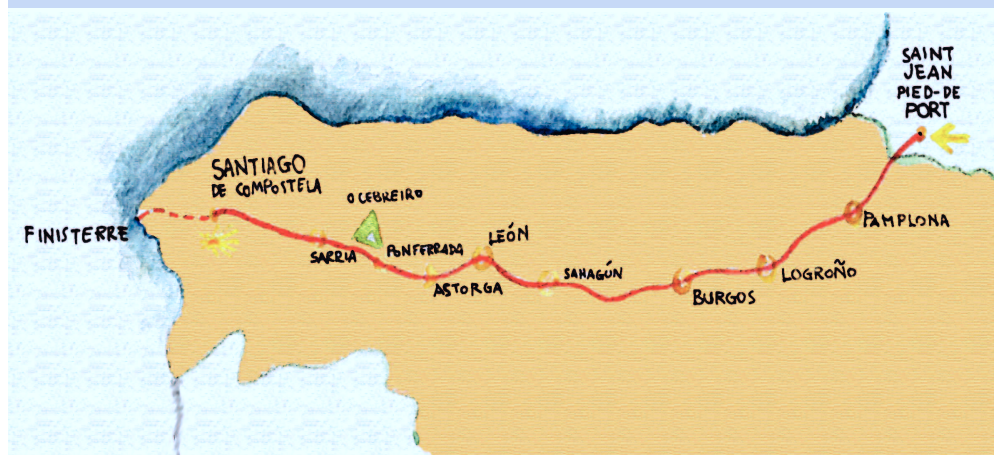 SAINT
JEAN
PIED-DE
PORT
SANTIAGO
DE COMPOSTELA
O CEBREIRO
FINISTERRE
SARRIA
PONFERRADA
LEÓN
ASTORGA
SAHAGÚN
BURGOS
LOGROÑO
PAMPLONA